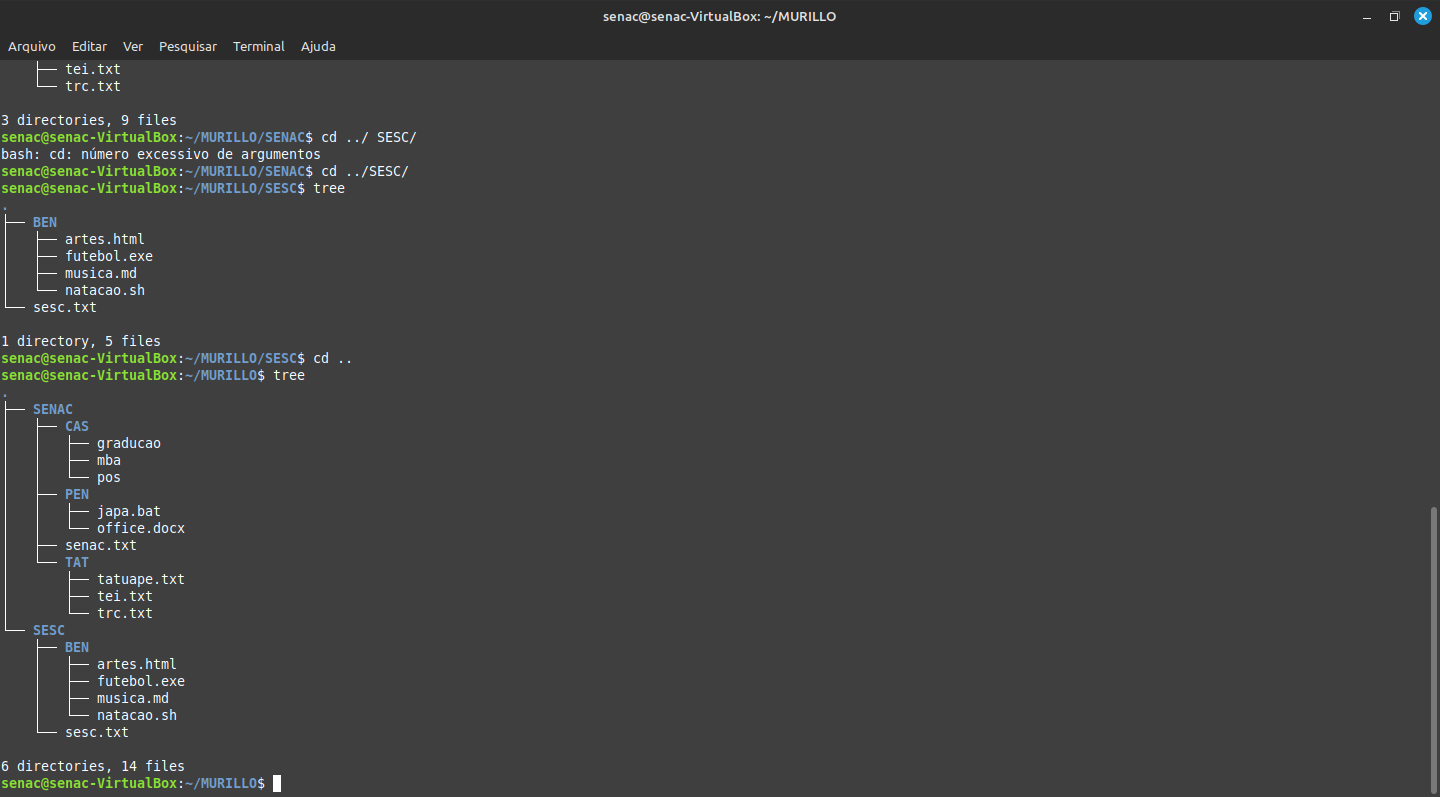 senac@senac-VirtualBox: ~/MURILLO
Arquivo Editar Ver Pesquisar Terminal Ajuda
    ├── tei.txt
    └── trc.txt

3 directories, 9 files
senac@senac-VirtualBox:~/MURILLO/SENAC$ cd ../ SESC/
bash: cd: número excessivo de argumentos
senac@senac-VirtualBox:~/MURILLO/SENAC$ cd ../SESC/
senac@senac-VirtualBox:~/MURILLO/SESC$ tree
.
├── BEN
│   ├── artes.html
│   ├── futebol.exe
│   ├── musica.md
│   └── natacao.sh
└── sesc.txt

1 directory, 5 files
senac@senac-VirtualBox:~/MURILLO/SESC$ cd ..
senac@senac-VirtualBox:~/MURILLO$ tree
.
├── SENAC
│   ├── CAS
│   │   ├── graducao
│   │   ├── mba
│   │   └── pos
│   ├── PEN
│   │   ├── japa.bat
│   │   └── office.docx
│   ├── senac.txt
│   └── TAT
│       ├── tatuape.txt
│       ├── tei.txt
│       └── trc.txt
└── SESC
    ├── BEN
    │   ├── artes.html
    │   ├── futebol.exe
    │   ├── musica.md
    │   └── natacao.sh
    └── sesc.txt

6 directories, 14 files
senac@senac-VirtualBox:~/MURILLO$